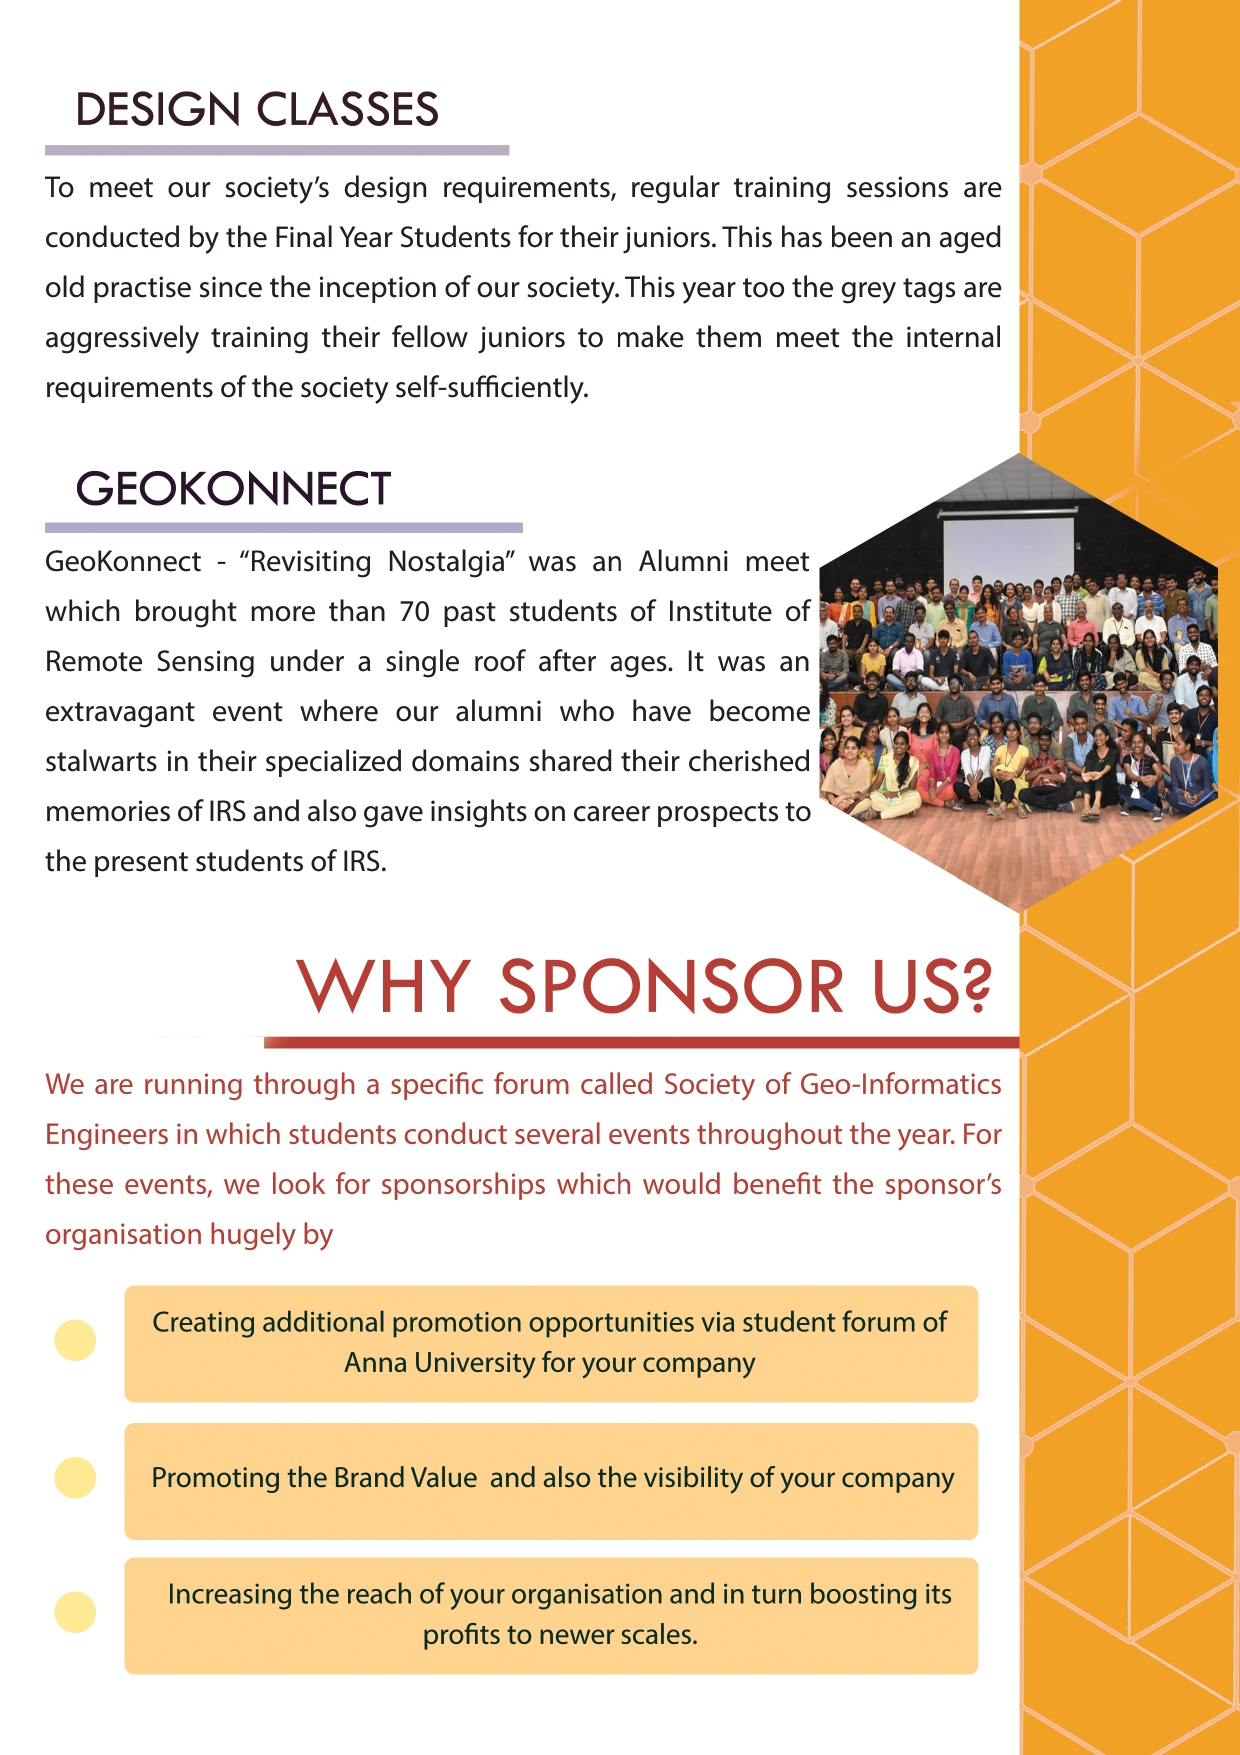 DESIGN CLASSES
To meet our society’s design requirements, regular training sessions are
conducted by the Final Year Students for their juniors. This has been an aged
old practise since the inception of our society. This year too the grey tags are
aggressively training their fellow juniors to make them meet the internal
requirements of the society self-sufficiently.
GEOKONNECT
GeoKonnect - “Revisiting Nostalgia” was an Alumni meet
which brought more than 70 past students of Institute of
Remote Sensing under a single roof after ages. It was an
extravagant event where our alumni who have become
stalwarts in their specialized domains shared their cherished
memories of IRS and also gave insights on career prospects to
the present students of IRS.
WHY SPONSOR US?
We are running through a specific forum called Society of Geo-Informatics
Engineers in which students conduct several events throughout the year. For
these events, we look for sponsorships which would benefit the sponsor’s
organisation hugely by
Creating additional promotion opportunities via student forum of
Anna University for your company
Promoting the Brand Value  and also the visibility of your company
Increasing the reach of your organisation and in turn boosting its
profits to newer scales.